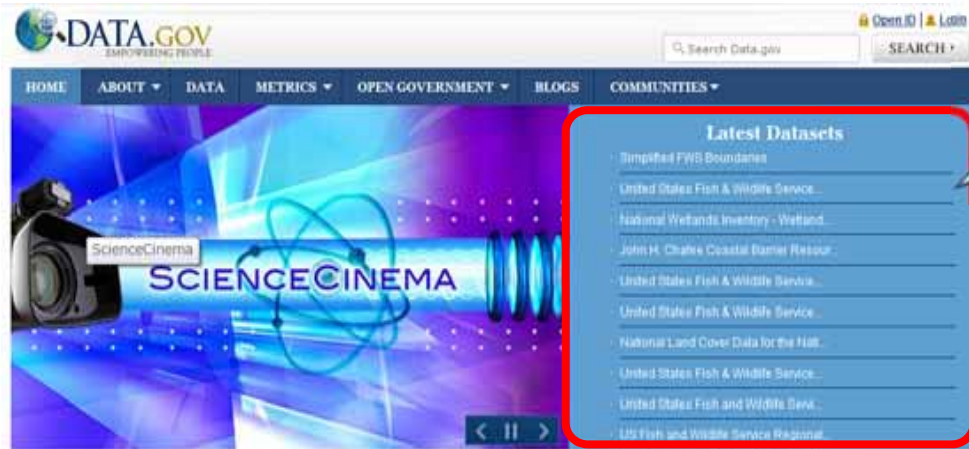 DATA.GOV
EMPOWERING PEOPLE
Open ID | Login
Search Data.gov
SEARCH
HOME ABOUT DATA METRICS OPEN GOVERNMENT BLOGS COMMUNITIES
ScienceCinema
SCIENCECINEMA
Latest Datasets
Simplified FWS Boundaries
United States Fish & Wildlife Service...
National Wetlands Inventory - Wetland...
John H. Chafee Coastal Barrier Resour...
United States Fish & Wildlife Service...
United States Fish & Wildlife Service...
National Land Cover Data for the Nati...
United States Fish & Wildlife Service...
United States Fish and Wildlife Servi...
US Fish and Wildlife Service Regional...